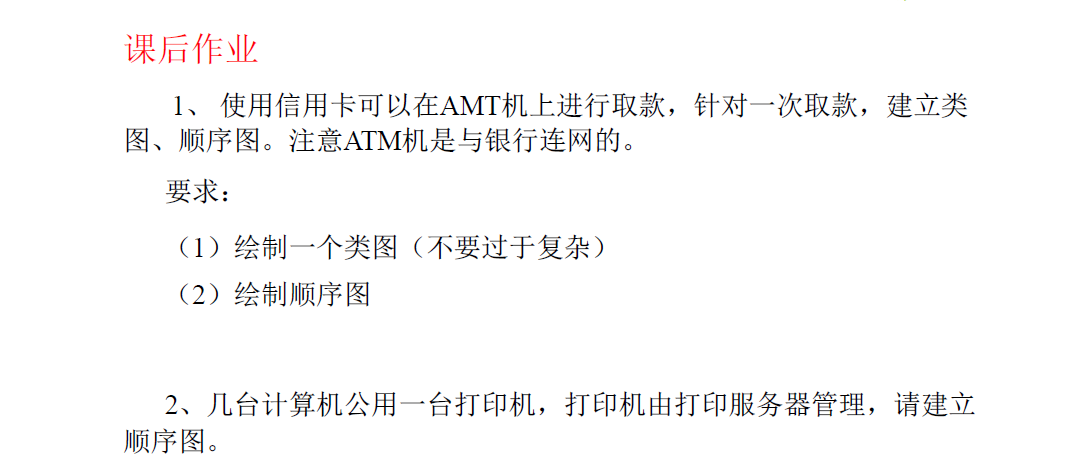 课后作业
1、 使用信用卡可以在AMT机上进行取款，针对一次取款，建立类
图、顺序图。注意ATM机是与银行连网的。
要求：
（1）绘制一个类图（不要过于复杂）
（2）绘制顺序图
2、几台计算机公用一台打印机，打印机由打印服务器管理，请建立
顺序图。